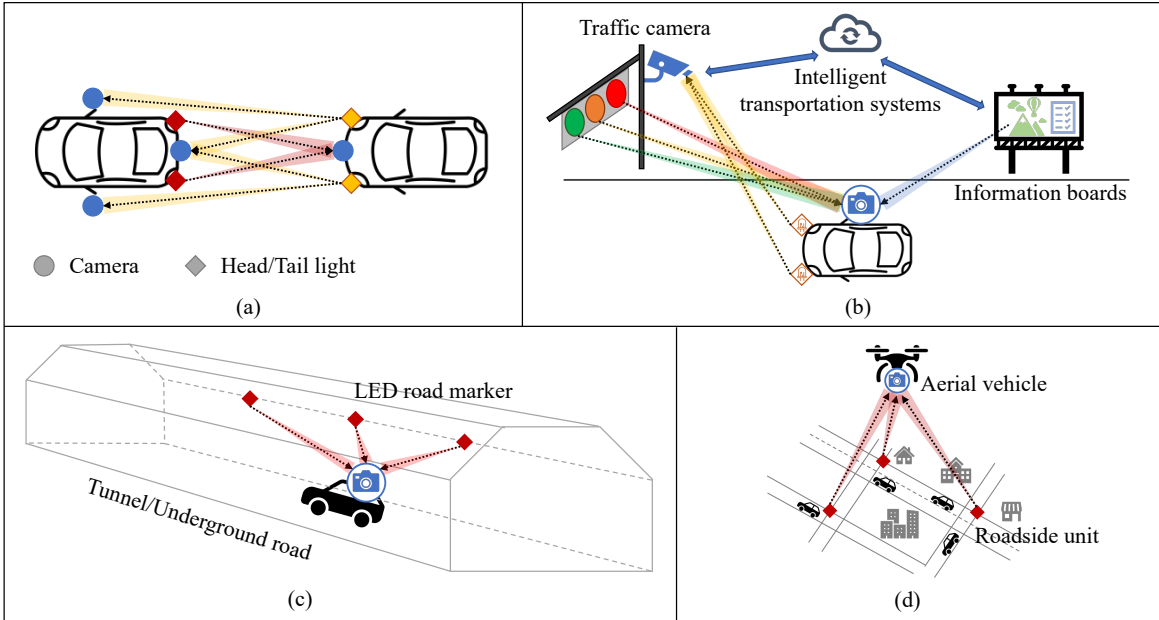 Camera
Head/Tail light
(a)
Traffic camera
Intelligent
transportation systems
Information boards
(b)
LED road marker
Tunnel/Underground road
(c)
Aerial vehicle
Roadside unit
(d)